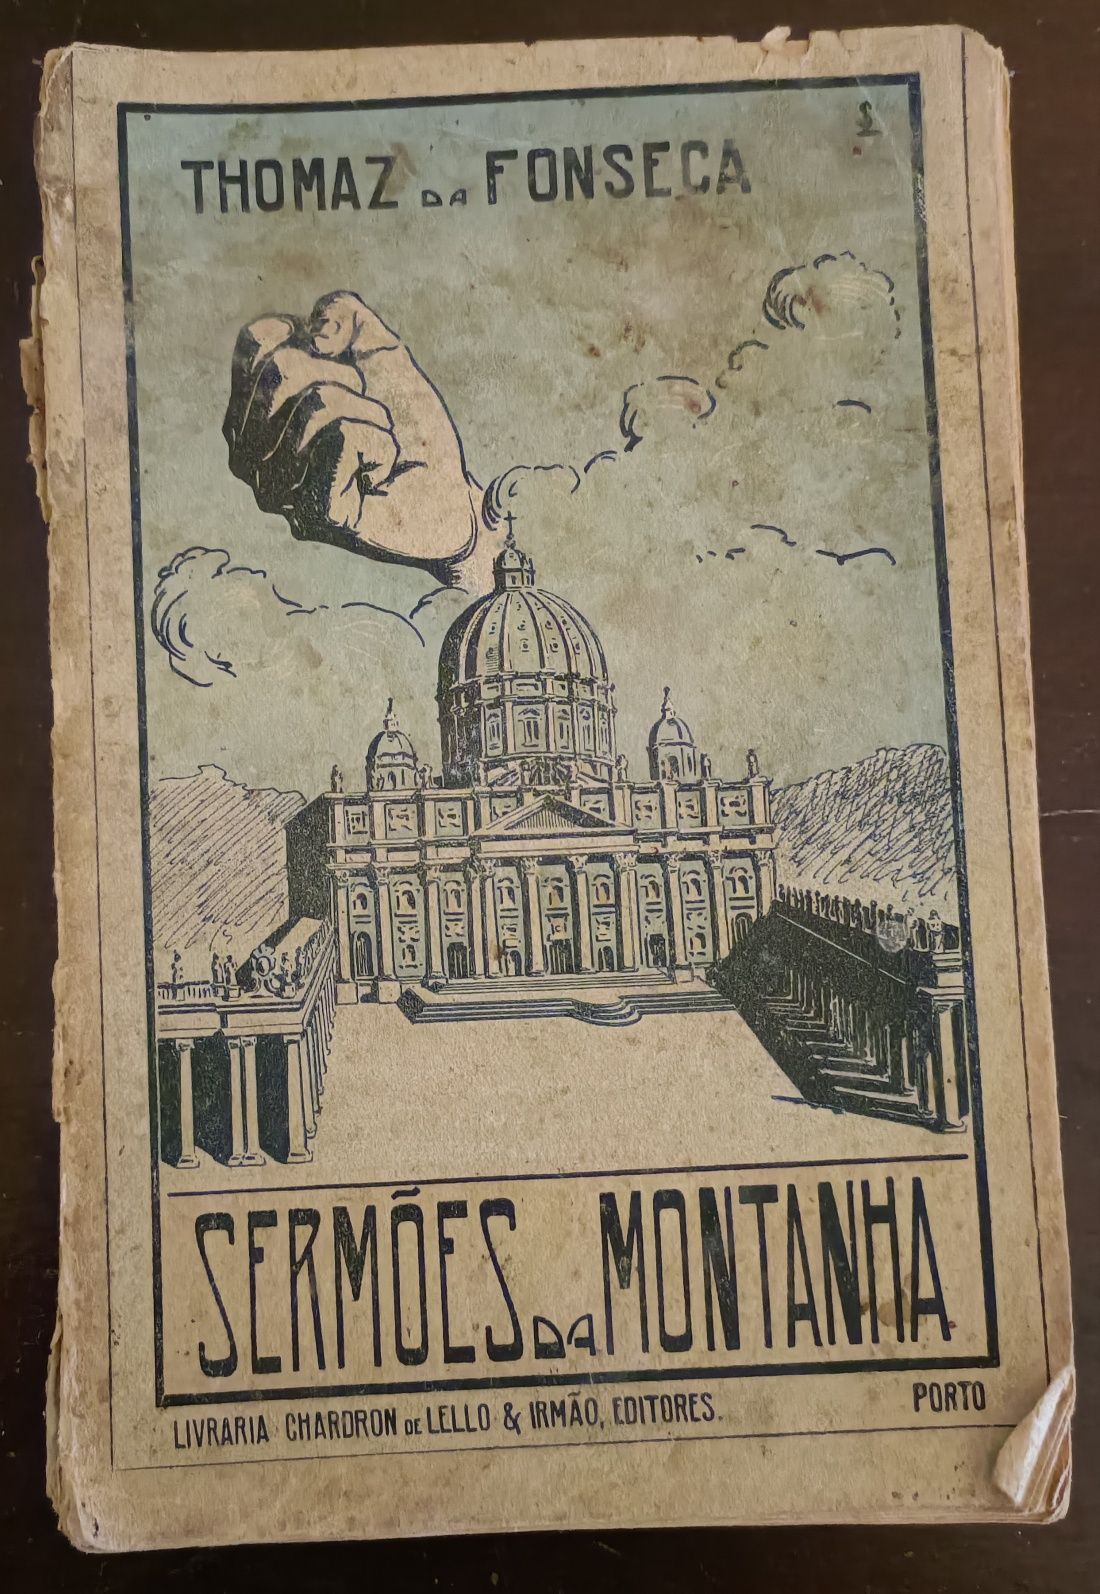 THOMAZ DA FONSECA
SERMÕES DA MONTANHA
LIVRARIA CHARDRON DE LELLO & IRMÃO, EDITORES.
PORTO